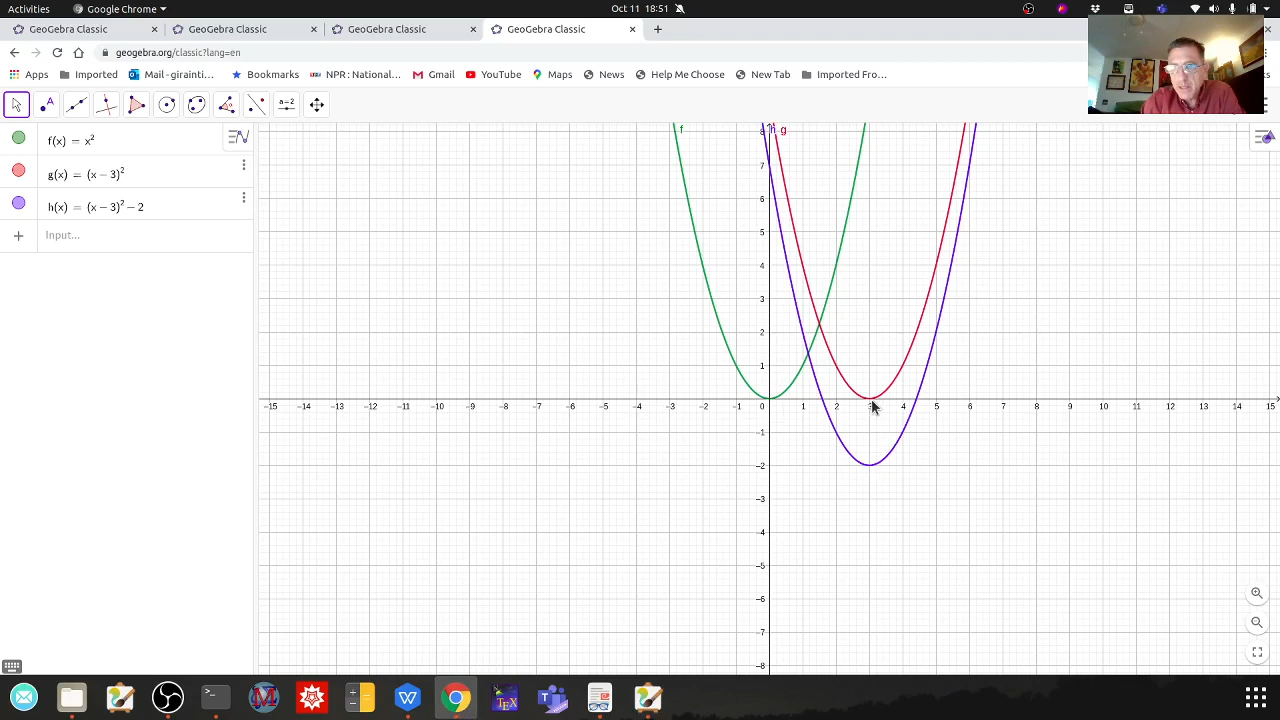 Activities
Google Chrome
Oct 11 18:51
GeoGebra Classic
GeoGebra Classic
GeoGebra Classic
GeoGebra Classic
geogebra.org/classic?lang=en
Apps
Imported
Mail - girainti...
Bookmarks
NPR : National...
Gmail
YouTube
Maps
News
Help Me Choose
New Tab
Imported Fro...
a=2
f(x) = x²
g(x) = (x − 3)²
h(x) = (x − 3)² − 2
Input...
f
h
g
8
7
6
5
4
3
2
1
−15 −14 −13 −12 −11 −10 −9 −8 −7 −6 −5 −4 −3 −2 −1 0 1 2 3 4 5 6 7 8 9 10 11 12 13 14 15
−1
−2
−3
−4
−5
−6
−7
−8